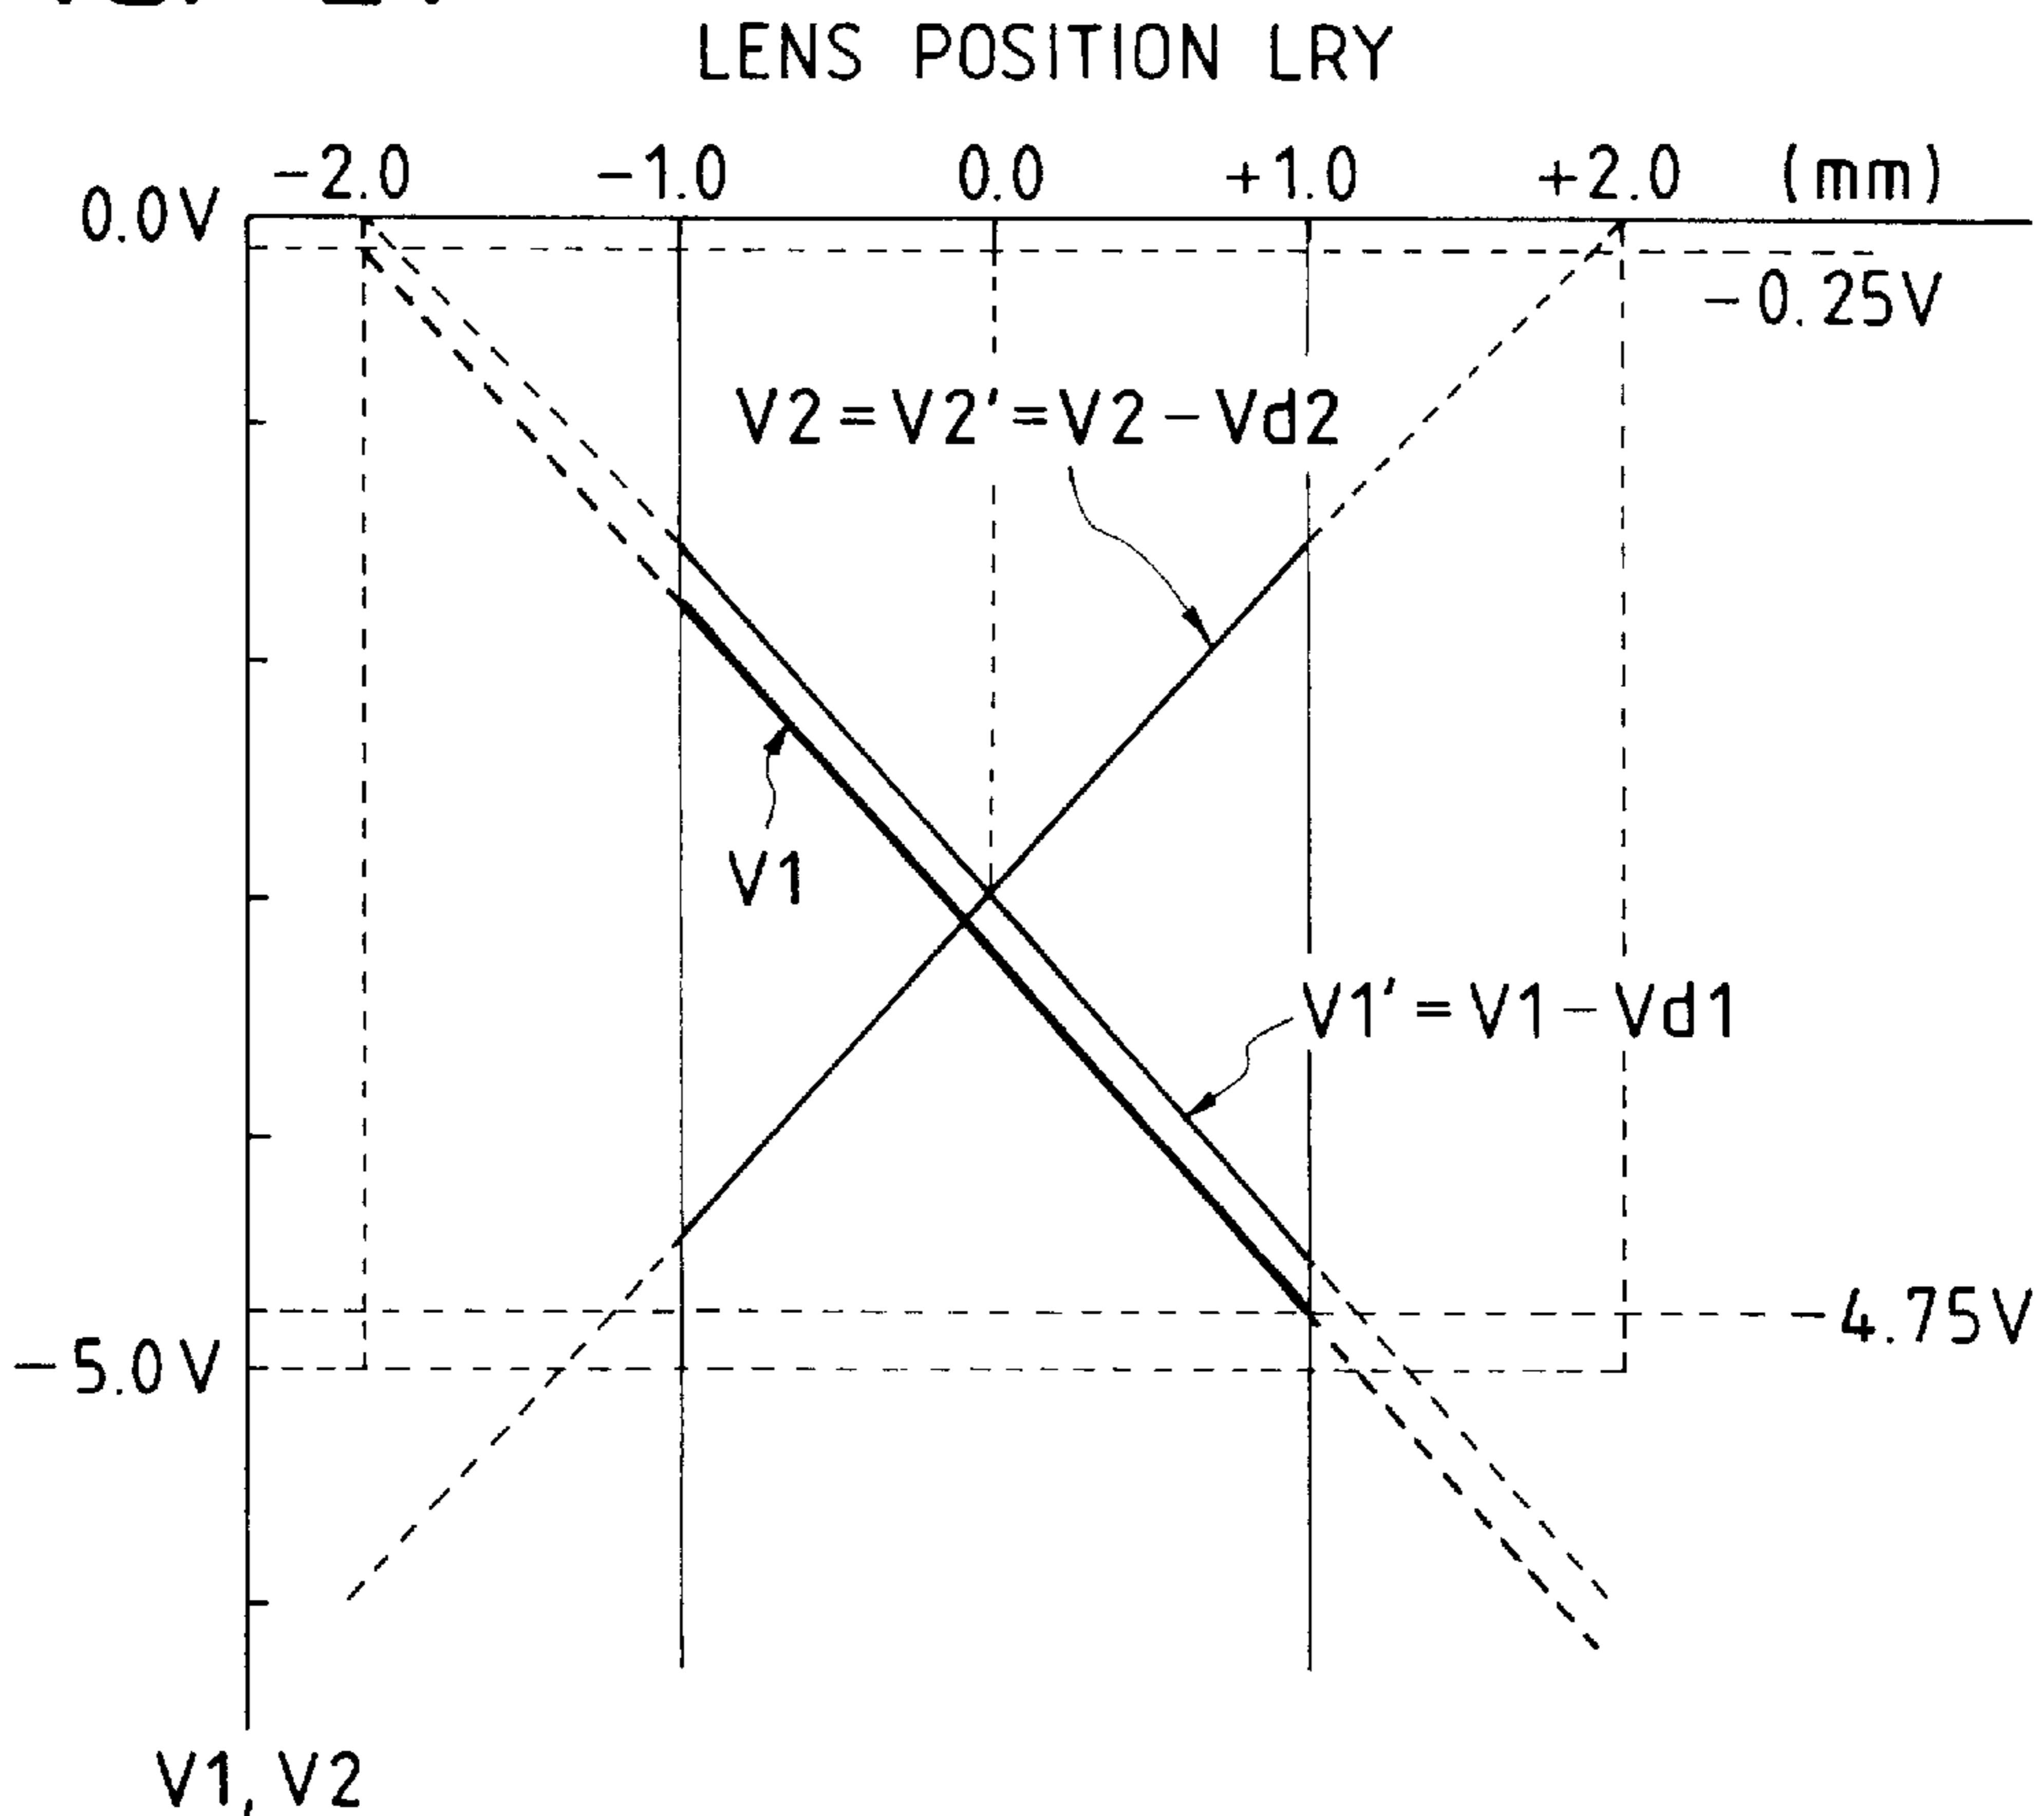 LENS POSITION LRY
-2.0 -1.0 0.0 +1.0 +2.0 (mm)
0.0V
-0.25V
V2=V2'=V2-Vd2
V1
V1'=V1-Vd1
-4.75V
-5.0V
V1, V2